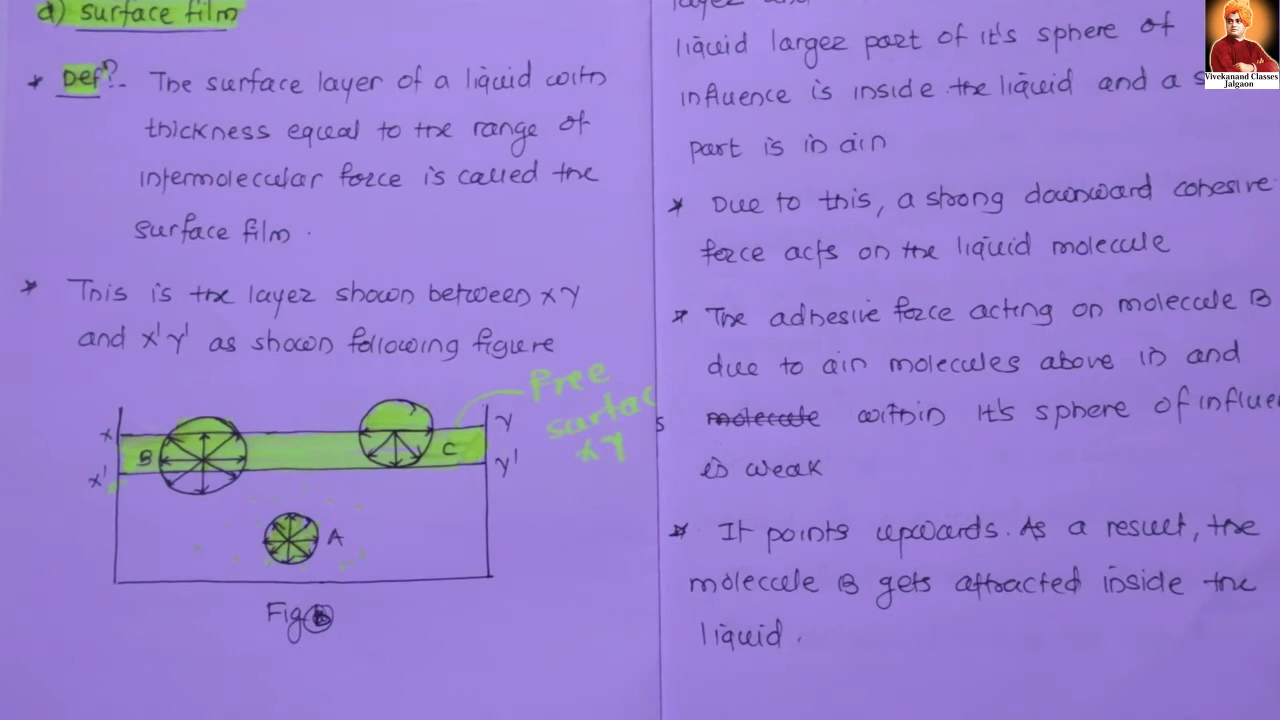 d) surface film
* Defn:- The surface layer of a liquid with
thickness equal to the range of
intermolecular force is called the
surface film.
* This is the layer shown between XY
and X'Y' as shown following figure
Free
surfac
XY
X
Y
B
C
X'
Y'
A
Fig b
liquid larger part of it's sphere of
influence is inside the liquid and a s
part is in air
* Due to this, a strong downward cohesive
force acts on the liquid molecule
* The adhesive force acting on molecule B
due to air molecules above in and
molecule within it's sphere of influe
is weak
* It points upwards. As a result, the
molecule B gets attracted inside the
liquid.
Vivekanand Classes
Jalgaon